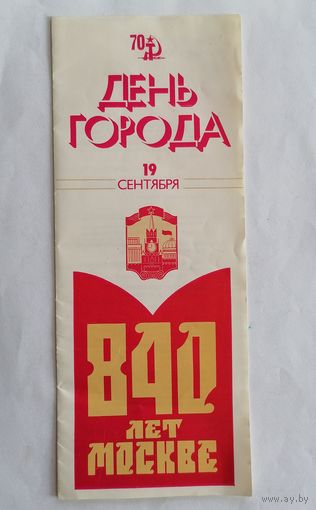 70
ДЕНЬ
ГОРОДА
19
СЕНТЯБРЯ
840
ЛЕТ
МОСКВЕ
www.ay.by